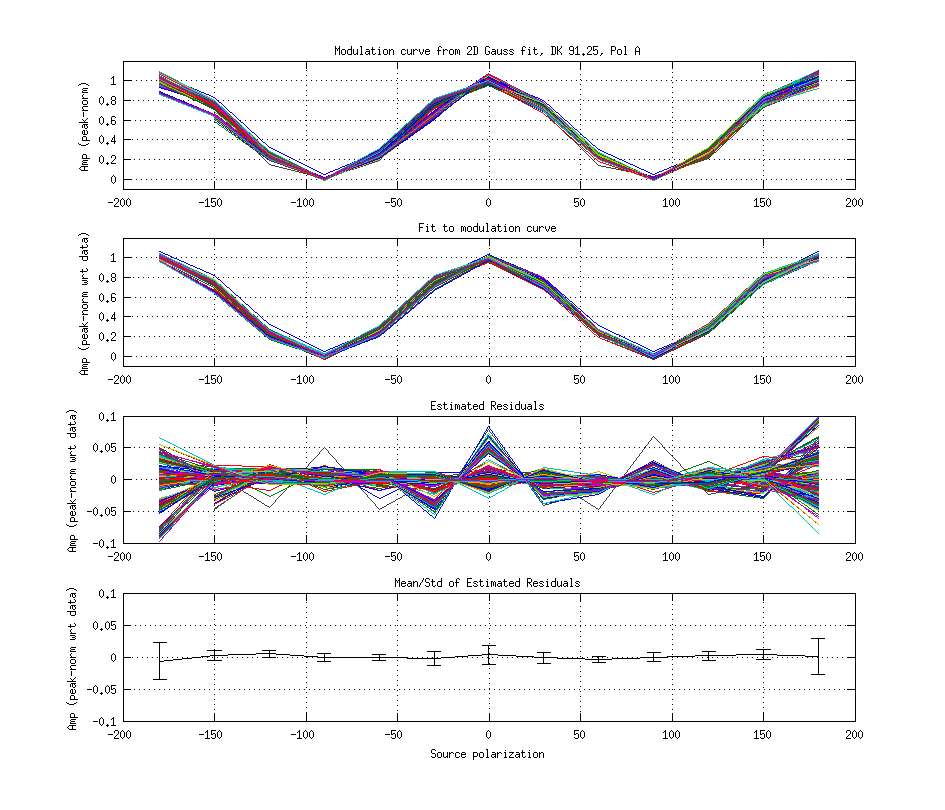 Modulation curve from 2D Gauss fit, DK 91.25, Pol A
Amp (peak-norm)
1
0.8
0.6
0.4
0.2
0
-200 -150 -100 -50 0 50 100 150 200
Fit to modulation curve
Amp (peak-norm wrt data)
1
0.8
0.6
0.4
0.2
0
-200 -150 -100 -50 0 50 100 150 200
Estimated Residuals
Amp (peak-norm wrt data)
0.1
0.05
0
-0.05
-0.1
-200 -150 -100 -50 0 50 100 150 200
Mean/Std of Estimated Residuals
Amp (peak-norm wrt data)
0.1
0.05
0
-0.05
-0.1
-200 -150 -100 -50 0 50 100 150 200
Source polarization